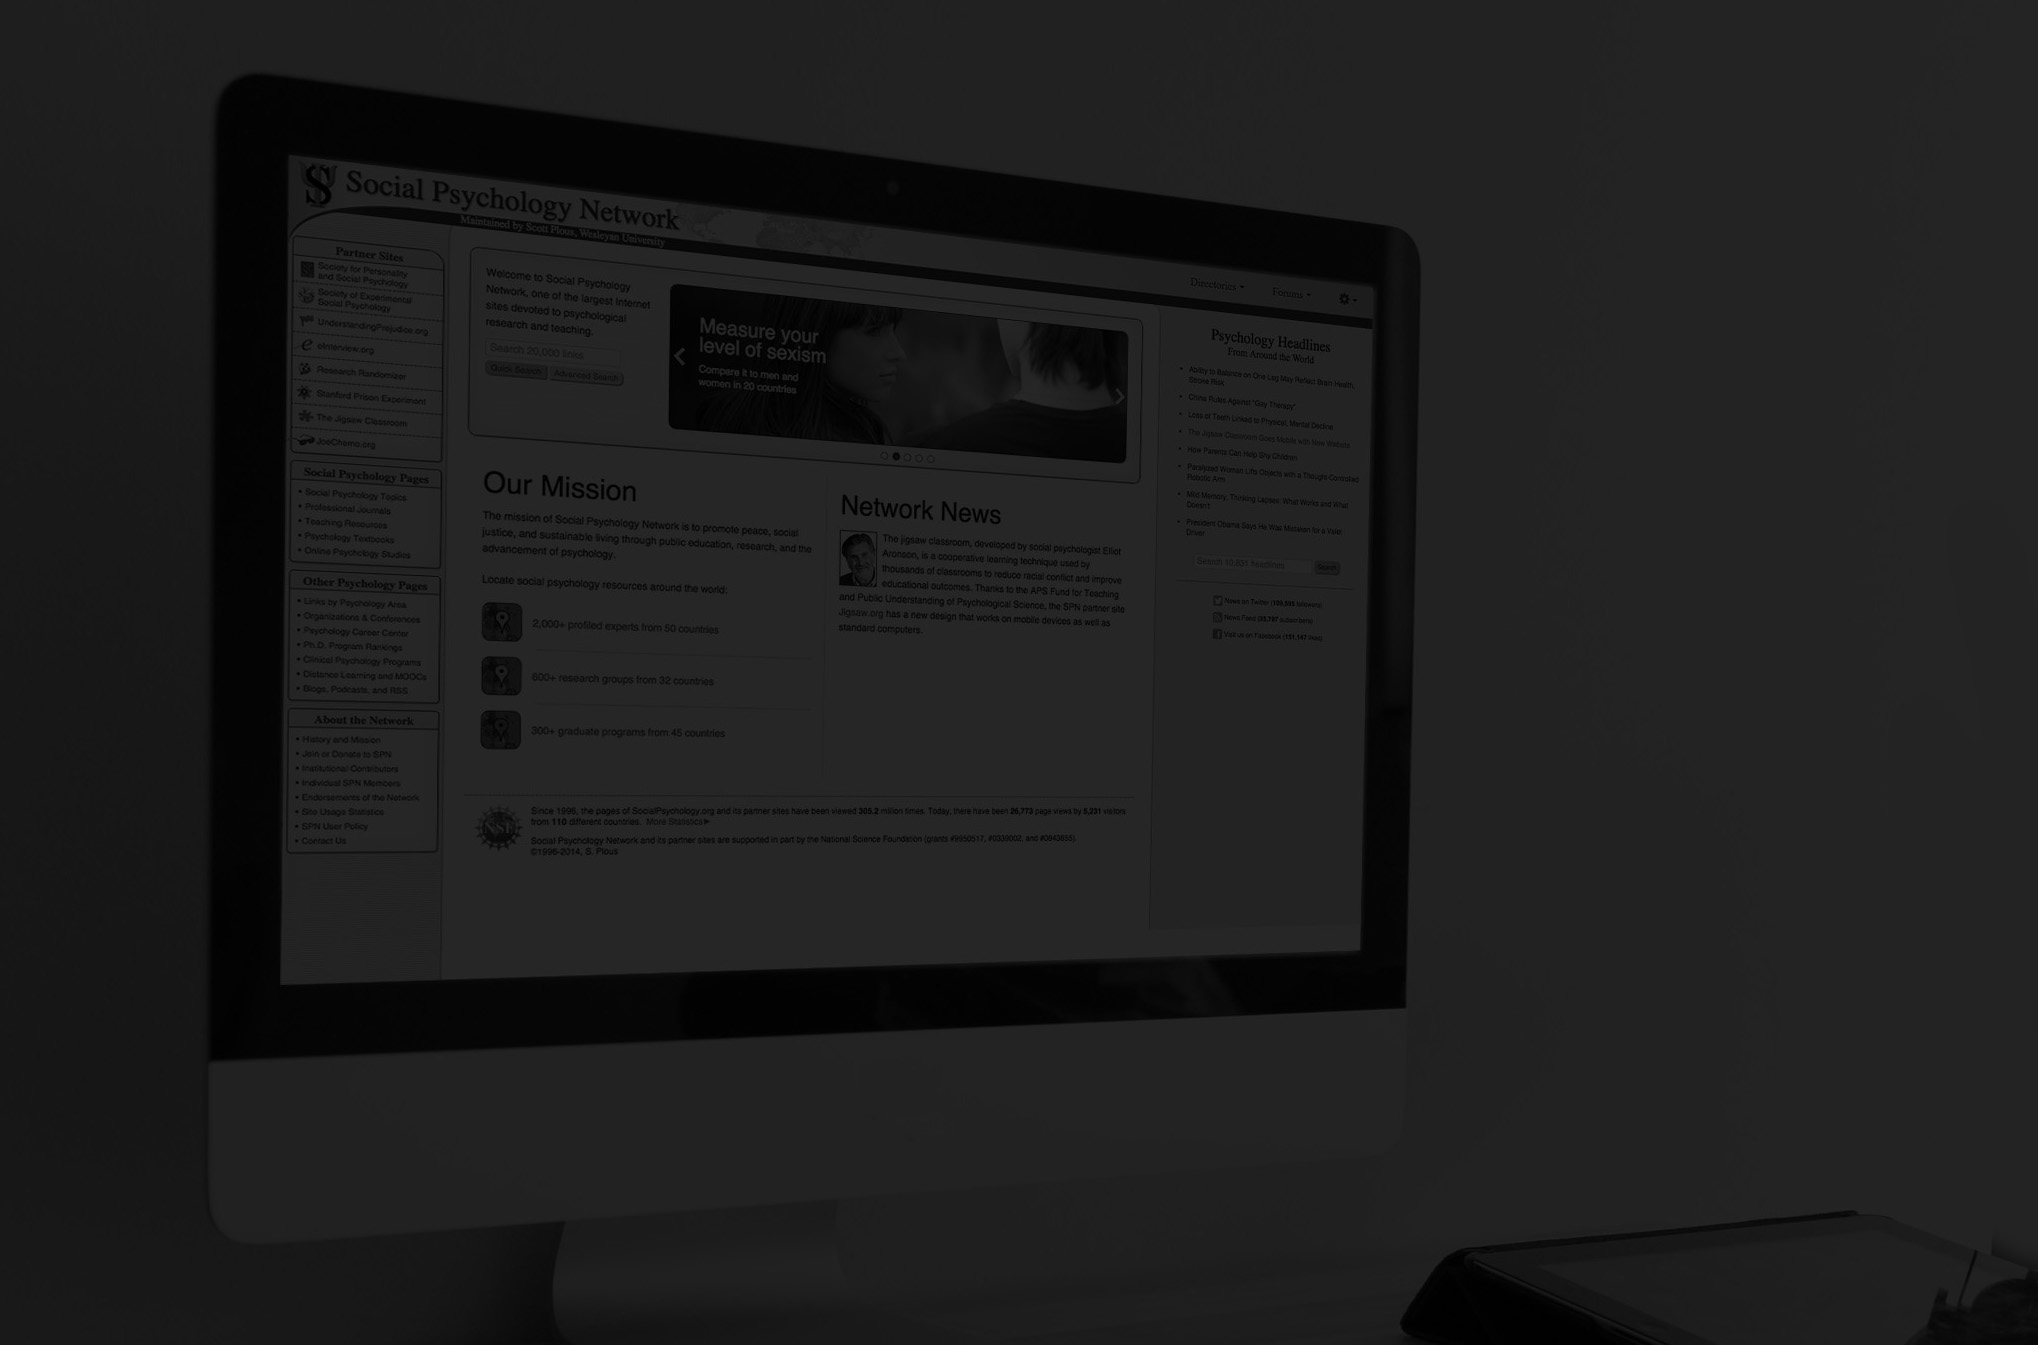 Social Psychology Network
Maintained by Scott Plous, Wesleyan University
Directories
Forums
Partner Sites
Society for Personality
and Social Psychology
Society of Experimental
Social Psychology
UnderstandingPrejudice.org
eInterview.org
Research Randomizer
Stanford Prison Experiment
The Jigsaw Classroom
JoeChemo.org
Social Psychology Pages
• Social Psychology Topics
• Professional Journals
• Teaching Resources
• Psychology Textbooks
• Online Psychology Studies
Other Psychology Pages
• Links by Psychology Area
• Organizations & Conferences
• Psychology Career Center
• Ph.D. Program Rankings
• Clinical Psychology Programs
• Distance Learning and MOOCs
• Blogs, Podcasts, and RSS
About the Network
• History and Mission
• Join or Donate to SPN
• Institutional Contributors
• Individual SPN Members
• Endorsements of the Network
• Site Usage Statistics
• SPN User Policy
• Contact Us
Welcome to Social Psychology
Network, one of the largest Internet
sites devoted to psychological
research and teaching.
Search 20,000 links
Quick Search
Advanced Search
Measure your
level of sexism
Compare it to men and
women in 20 countries
Our Mission
The mission of Social Psychology Network is to promote peace, social
justice, and sustainable living through public education, research, and the
advancement of psychology.
Locate social psychology resources around the world:
2,000+ profiled experts from 50 countries
800+ research groups from 32 countries
300+ graduate programs from 45 countries
Network News
The jigsaw classroom, developed by social psychologist Elliot
Aronson, is a cooperative learning technique used by
thousands of classrooms to reduce racial conflict and improve
educational outcomes. Thanks to the APS Fund for Teaching
and Public Understanding of Psychological Science, the SPN partner site
Jigsaw.org has a new design that works on mobile devices as well as
standard computers.
Psychology Headlines
From Around the World
• Ability to Balance on One Leg May Reflect Brain Health,
Stroke Risk
• China Rules Against "Gay Therapy"
• Loss of Teeth Linked to Physical, Mental Decline
• The Jigsaw Classroom Goes Mobile with New Website
• How Parents Can Help Shy Children
• Paralyzed Woman Lifts Objects with a Thought-Controlled
Robotic Arm
• Mild Memory, Thinking Lapses: What Works and What
Doesn't
• President Obama Says He Was Mistaken for a Valet
Driver
Search headlines
Search
News on Twitter followers)
News Feed subscribers)
Visit us on Facebook
NSF
Since 1996, the pages of SocialPsychology.org and its partner sites have been viewed 305.2 million times. Today, there have been 26,773 page views by 5,231 visitors
from 110 different countries. More Statistics
Social Psychology Network and its partner sites are supported in part by the National Science Foundation (grants #9950517, #0339002, and #0843855)
©1996-2014, S. Plous